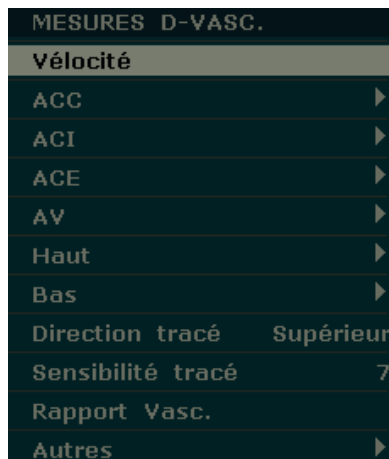 MESURES D-VASC.
Vélocité
ACC
ACI
ACE
AV
Haut
Bas
Direction tracé Supérieur
Sensibilité tracé 7
Rapport Vasc.
Autres